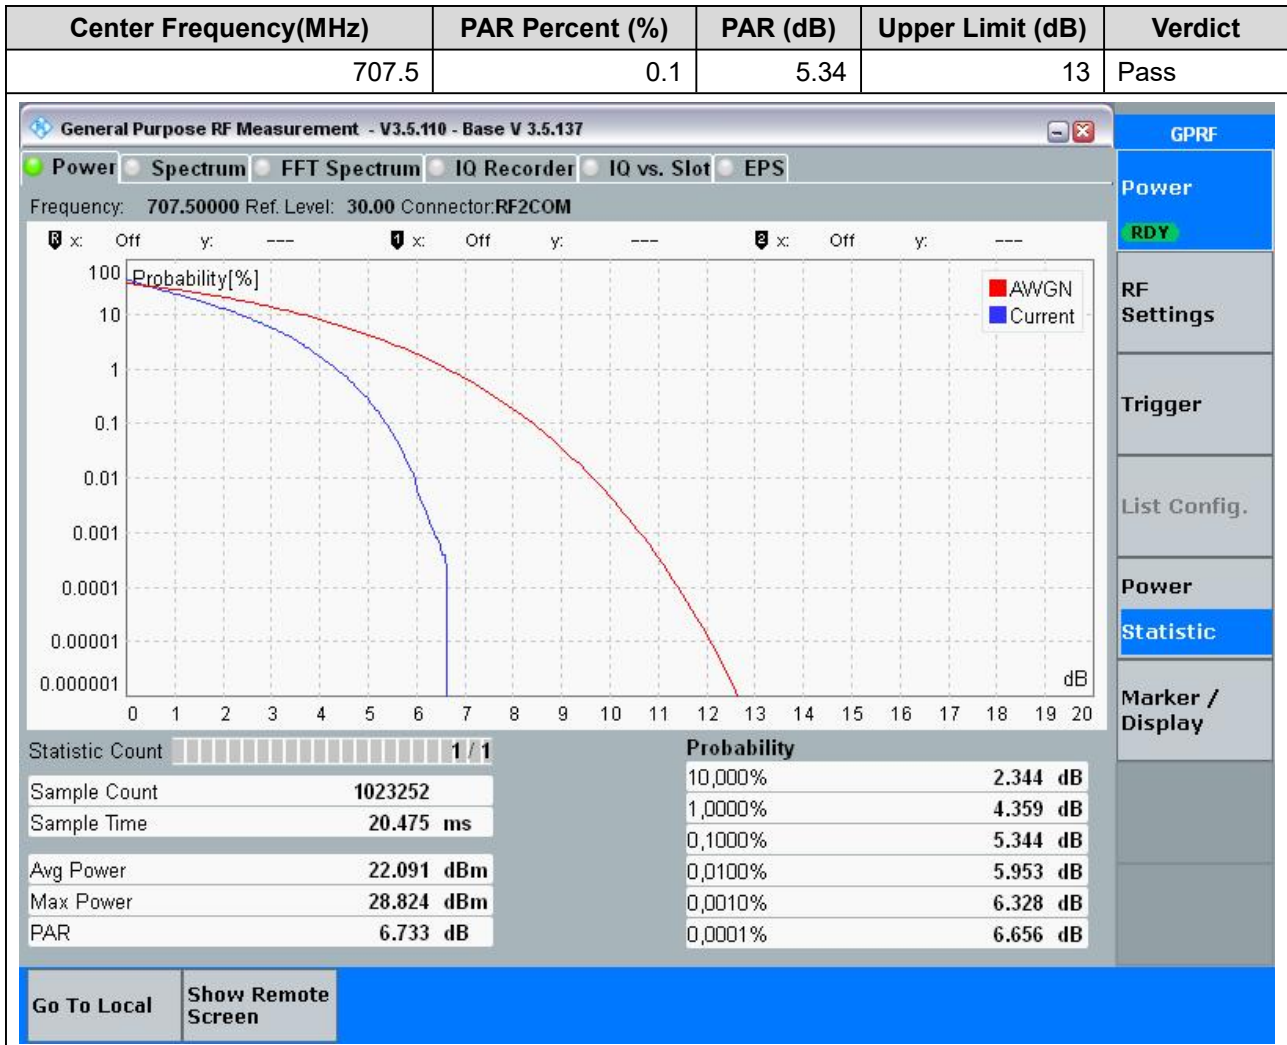 Center Frequency(MHz) PAR Percent (%) PAR (dB) Upper Limit (dB) Verdict
707.5 0.1 5.34 13 Pass
General Purpose RF Measurement - V3.5.110 - Base V 3.5.137
GPRF
Power Spectrum FFT Spectrum IQ Recorder IQ vs. Slot EPS
Power
RDY
Frequency: 707.50000 Ref. Level: 30.00 Connector:RF2COM
R x: Off y: --- 1 x: Off y: --- 2 x: Off y: ---
Probability[%]
AWGN
Current
100
10
1
0.1
0.01
0.001
0.0001
0.00001
0.000001
dB
0 1 2 3 4 5 6 7 8 9 10 11 12 13 14 15 16 17 18 19 20
RF
Settings
Trigger
List Config.
Power
Statistic
Marker /
Display
Statistic Count 1 / 1
Sample Count 1023252
Sample Time 20.475 ms
Avg Power 22.091 dBm
Max Power 28.824 dBm
PAR 6.733 dB
Probability
10,000% 2.344 dB
1,0000% 4.359 dB
0,1000% 5.344 dB
0,0100% 5.953 dB
0,0010% 6.328 dB
0,0001% 6.656 dB
Go To Local
Show Remote
Screen